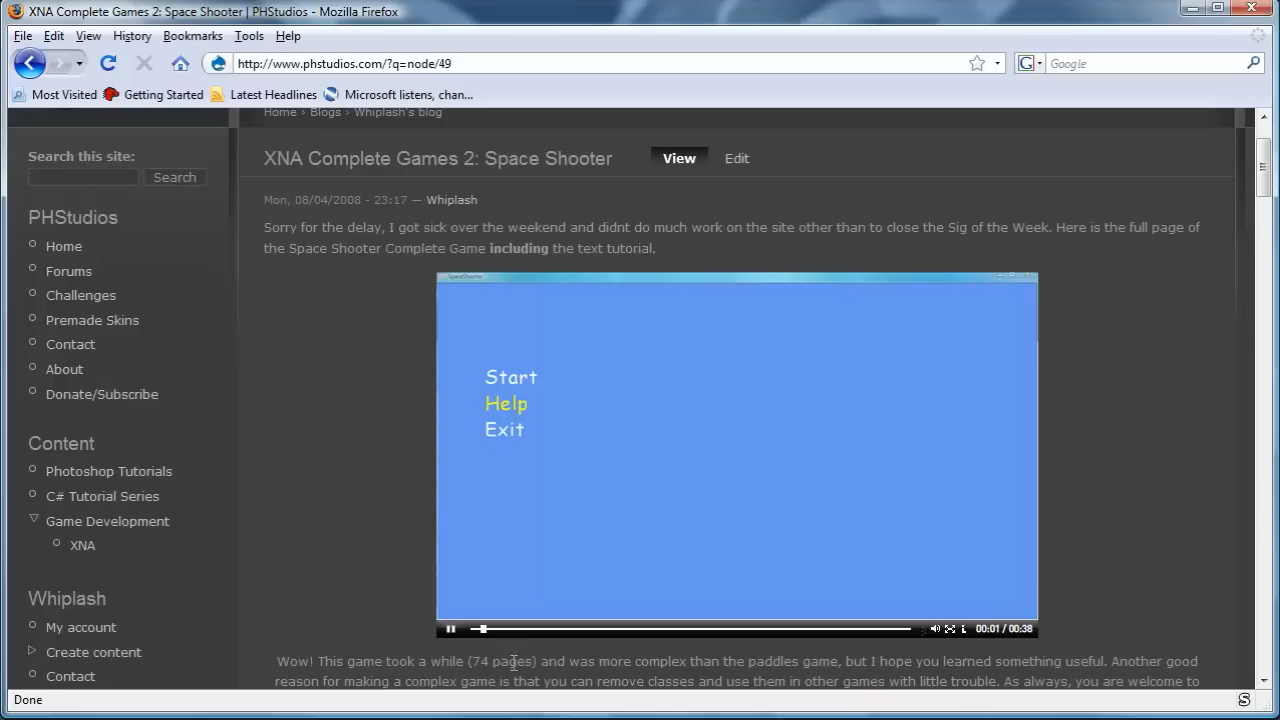 XNA Complete Games 2: Space Shooter | PHStudios - Mozilla Firefox
File Edit View History Bookmarks Tools Help
http://www.phstudios.com/?q=node/49
Google
Most Visited Getting Started Latest Headlines Microsoft listens, chan...
Home › Blogs › Whiplash's blog
Search this site:
Search
PHStudios
Home
Forums
Challenges
Premade Skins
Contact
About
Donate/Subscribe
Content
Photoshop Tutorials
C# Tutorial Series
Game Development
XNA
Whiplash
My account
Create content
Contact
XNA Complete Games 2: Space Shooter View Edit
Mon, 08/04/2008 - 23:17 — Whiplash
Sorry for the delay, I got sick over the weekend and didnt do much work on the site other than to close the Sig of the Week. Here is the full page of
the Space Shooter Complete Game including the text tutorial.
SpaceShooter
Start
Help
Exit
00:01 / 00:38
Wow! This game took a while (74 pages) and was more complex than the paddles game, but I hope you learned something useful. Another good
reason for making a complex game is that you can remove classes and use them in other games with little trouble. As always, you are welcome to
Done